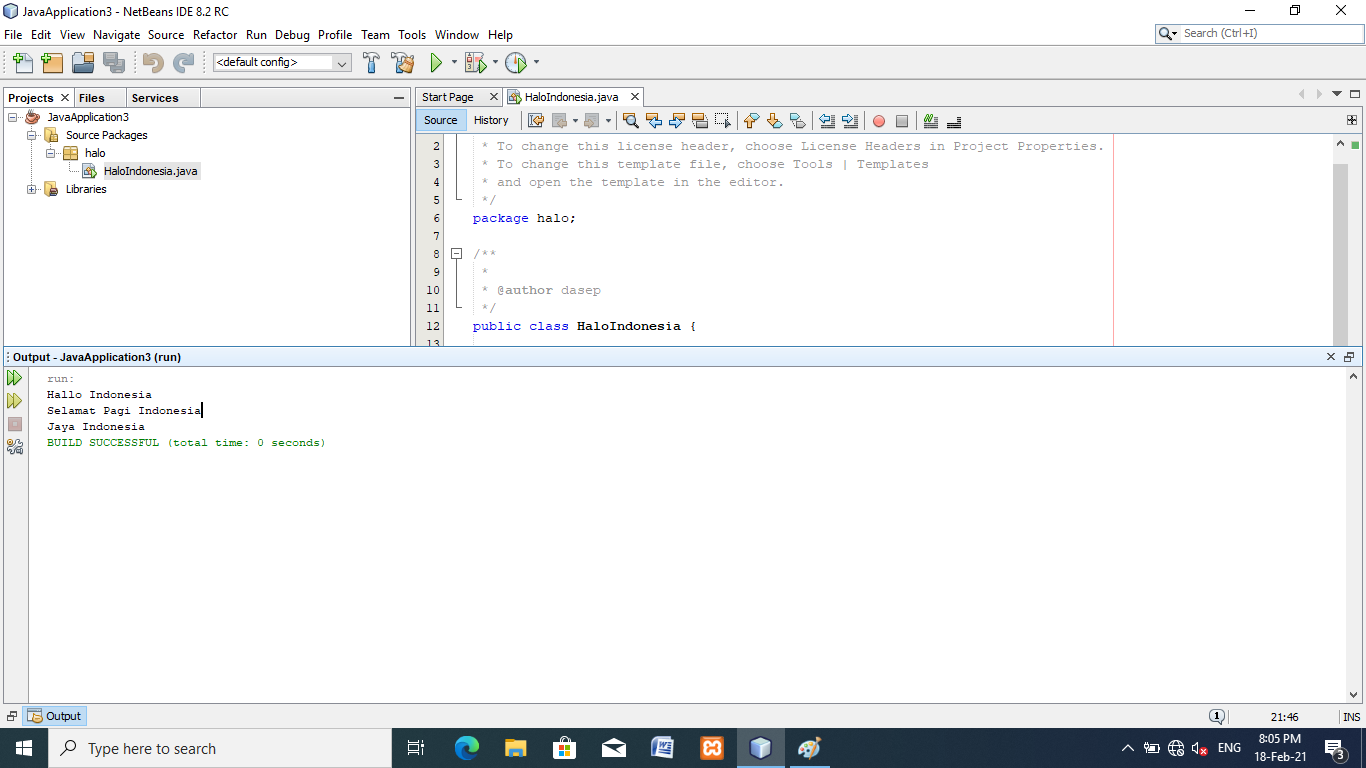 JavaApplication3 - NetBeans IDE 8.2 RC
File Edit View Navigate Source Refactor Run Debug Profile Team Tools Window Help
Search (Ctrl+I)
<default config>
Projects Files Services
JavaApplication3
Source Packages
halo
HaloIndonesia.java
Libraries
Start Page HaloIndonesia.java
Source History
2 * To change this license header, choose License Headers in Project Properties.
3 * To change this template file, choose Tools | Templates
4 * and open the template in the editor.
5 */
6 package halo;
7
8 /**
9 *
10 * @author dasep
11 */
12 public class HaloIndonesia {
13
Output - JavaApplication3 (run)
run:
Hallo Indonesia
Selamat Pagi Indonesia
Jaya Indonesia
BUILD SUCCESSFUL (total time: 0 seconds)
Output
1
21:46
INS
Type here to search
ENG
8:05 PM
18-Feb-21
3